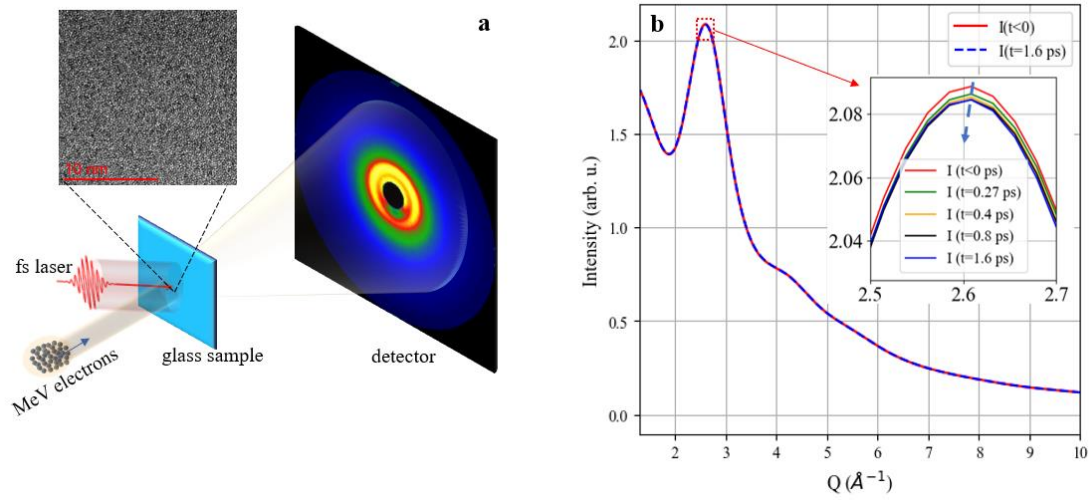 a
10 nm
fs laser
glass sample
MeV electrons
detector
b
I(t<0)
I(t=1.6 ps)
2.08
2.06
2.04
I (t<0 ps)
I (t=0.27 ps)
I (t=0.4 ps)
I (t=0.8 ps)
I (t=1.6 ps)
2.5 2.6 2.7
Intensity (arb. u.)
2.0
1.5
1.0
0.5
0.0
2 3 4 5 6 7 8 9 10
Q (Å⁻¹)